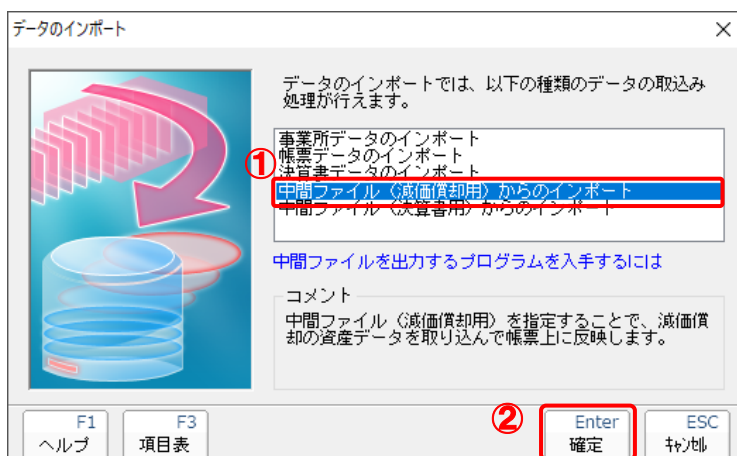 データのインポート
データのインポートでは、以下の種類のデータの取込み
処理が行えます。
①
事業所データのインポート
帳票データのインポート
決算書データのインポート
中間ファイル（減価償却用）からのインポート
中間ファイル（決算書用）からのインポート
中間ファイルを出力するプログラムを入手するには
コメント
中間ファイル（減価償却用）を指定することで、減価償
却の資産データを取り込んで帳票上に反映します。
②
F1
ヘルプ
F3
項目表
Enter
確定
ESC
ｷｬﾝｾﾙ